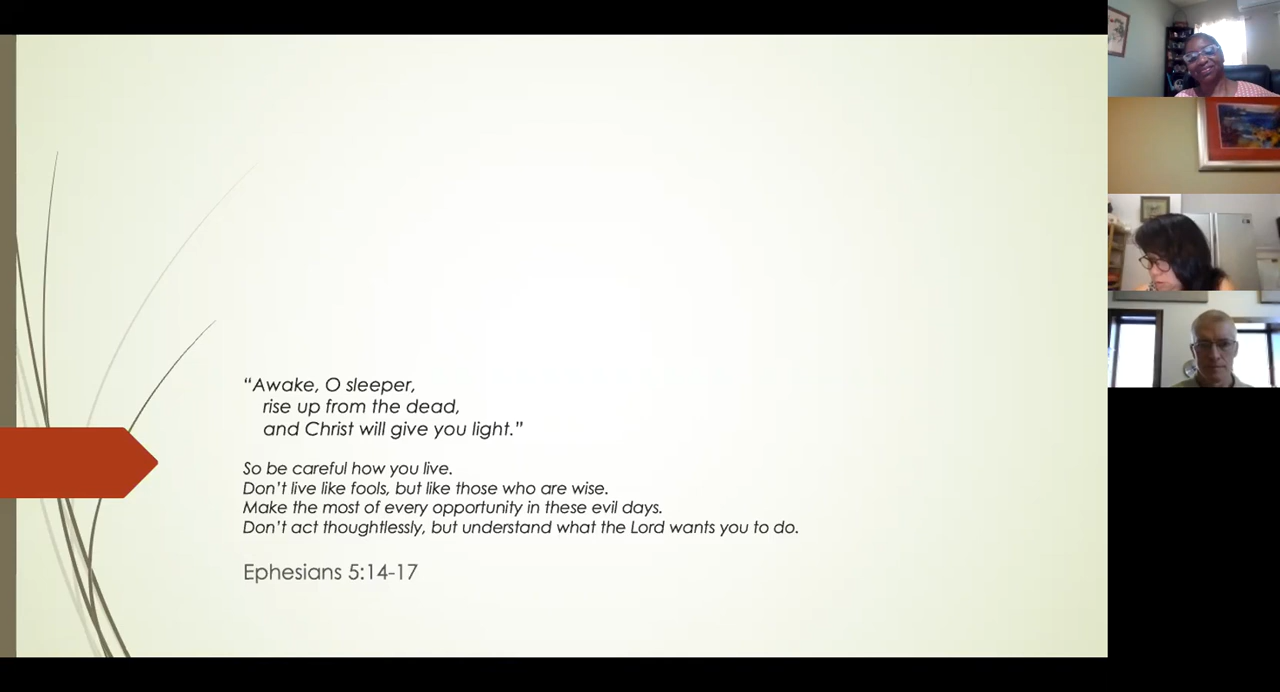 “Awake, O sleeper,
rise up from the dead,
and Christ will give you light.”
So be careful how you live.
Don’t live like fools, but like those who are wise.
Make the most of every opportunity in these evil days.
Don’t act thoughtlessly, but understand what the Lord wants you to do.
Ephesians 5:14-17